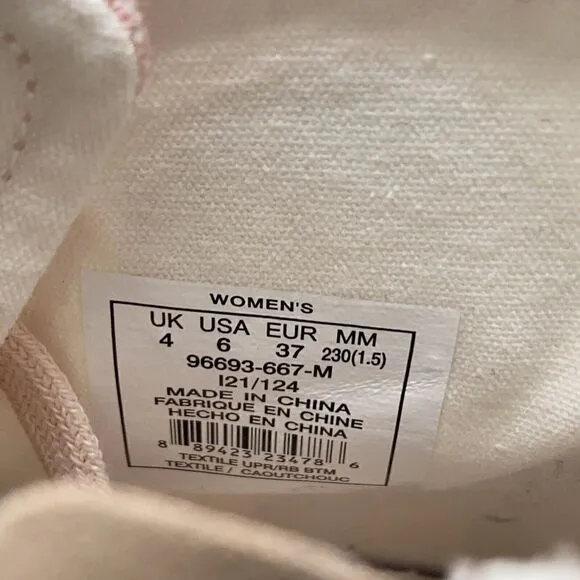 WOMEN'S
UK USA EUR MM
4 6 37 230(1.5)
96693-667-M
I21/124
MADE IN CHINA
FABRIQUE EN CHINE
HECHO EN CHINA
8 89423 23478 6
TEXTILE UPR/RB BTM
TEXTILE / CAOUTCHOUC